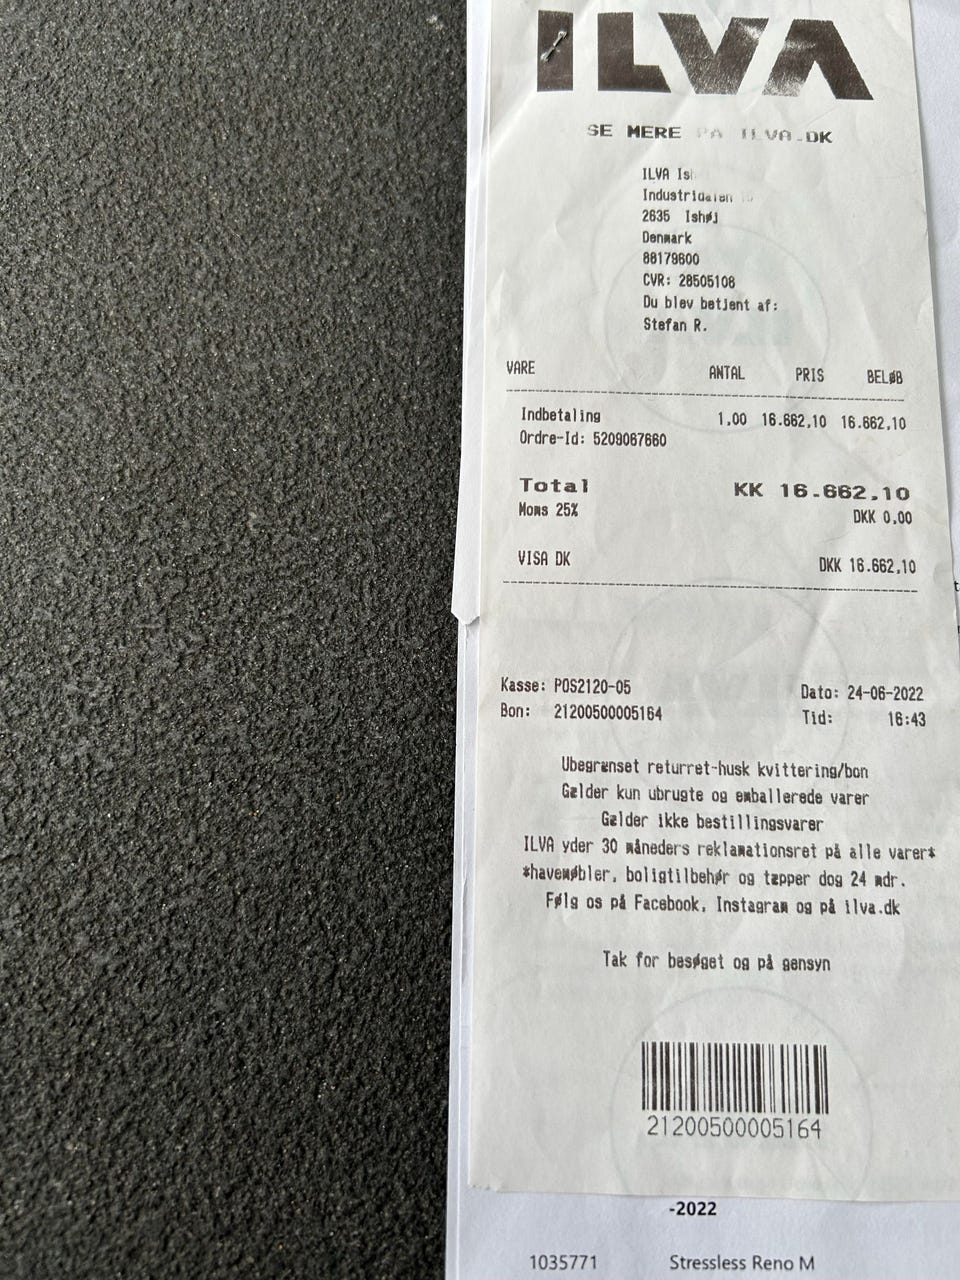 ILVA
SE MERE PÅ ILVA.DK
ILVA Is
Industridalen
2635 Ishøj
Denmark
88179600
CVR: 28505108
Du blev betjent af:
Stefan R.
VARE ANTAL PRIS BELØB
Indbetaling 1,00 16.662,10 16.662,10
Ordre-Id: 5209087660
Total KK 16.662,10
Moms 25% DKK 0,00
VISA DK DKK 16.662,10
Kasse: POS2120-05 Dato: 24-06-2022
Bon: 21200500005164 Tid: 16:43
Ubegrænset returret-husk kvittering/bon
Gælder kun ubrugte og emballerede varer
Gælder ikke bestillingsvarer
ILVA yder 30 måneders reklamationsret på alle varer*
*havemøbler, boligtilbehør og tæpper dog 24 mdr.
Følg os på Facebook, Instagram og på ilva.dk
Tak for besøget og på gensyn
21200500005164
-2022
1035771 Stressless Reno M